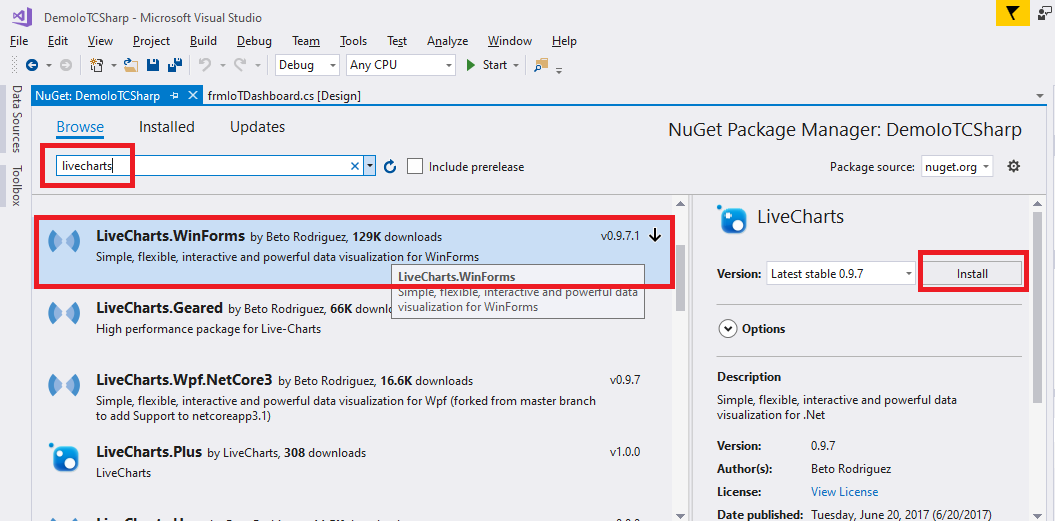 DemoIoTCSharp - Microsoft Visual Studio
File Edit View Project Build Debug Team Tools Test Analyze Window Help
Debug Any CPU Start
Data Sources
Toolbox
NuGet: DemoIoTCSharp frmIoTDashboard.cs [Design]
Browse Installed Updates
NuGet Package Manager: DemoIoTCSharp
livecharts
Include prerelease
Package source: nuget.org
LiveCharts.WinForms by Beto Rodriguez, 129K downloads v0.9.7.1
Simple, flexible, interactive and powerful data visualization for WinForms
LiveCharts.WinForms
Simple, flexible, interactive and powerful data
visualization for WinForms
LiveCharts.Geared by Beto Rodriguez, 66K downl
High performance package for Live-Charts
LiveCharts.Wpf.NetCore3 by Beto Rodriguez, 16.6K downloads v0.9.7
Simple, flexible, interactive and powerful data visualization for Wpf (forked from master branch
to add Support to netcoreapp3.1)
LiveCharts.Plus by LiveCharts, 308 downloads v1.0.0
LiveCharts
LiveCharts
Version: Latest stable 0.9.7 Install
Options
Description
Simple, flexible, interactive and powerful data
visualization for .Net
Version: 0.9.7
Author(s): Beto Rodriguez
License: View License
Date published: Tuesday, June 20, 2017 (6/20/2017)